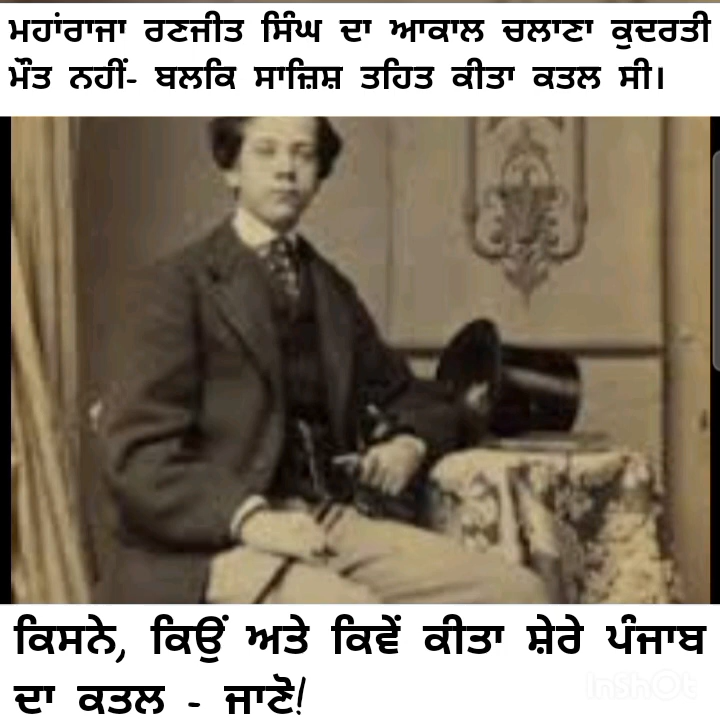 ਮਹਾਂਰਾਜਾ ਰਣਜੀਤ ਸਿੰਘ ਦਾ ਆਕਾਲ ਚਲਾਣਾ ਕੁਦਰਤੀ
ਮੌਤ ਨਹੀਂ- ਬਲਕਿ ਸਾਜ਼ਿਸ਼ ਤਹਿਤ ਕੀਤਾ ਕਤਲ ਸੀ।
ਕਿਸਨੇ, ਕਿਉਂ ਅਤੇ ਕਿਵੇਂ ਕੀਤਾ ਸ਼ੇਰੇ ਪੰਜਾਬ
ਦਾ ਕਤਲ - ਜਾਣੋ!
InShOt